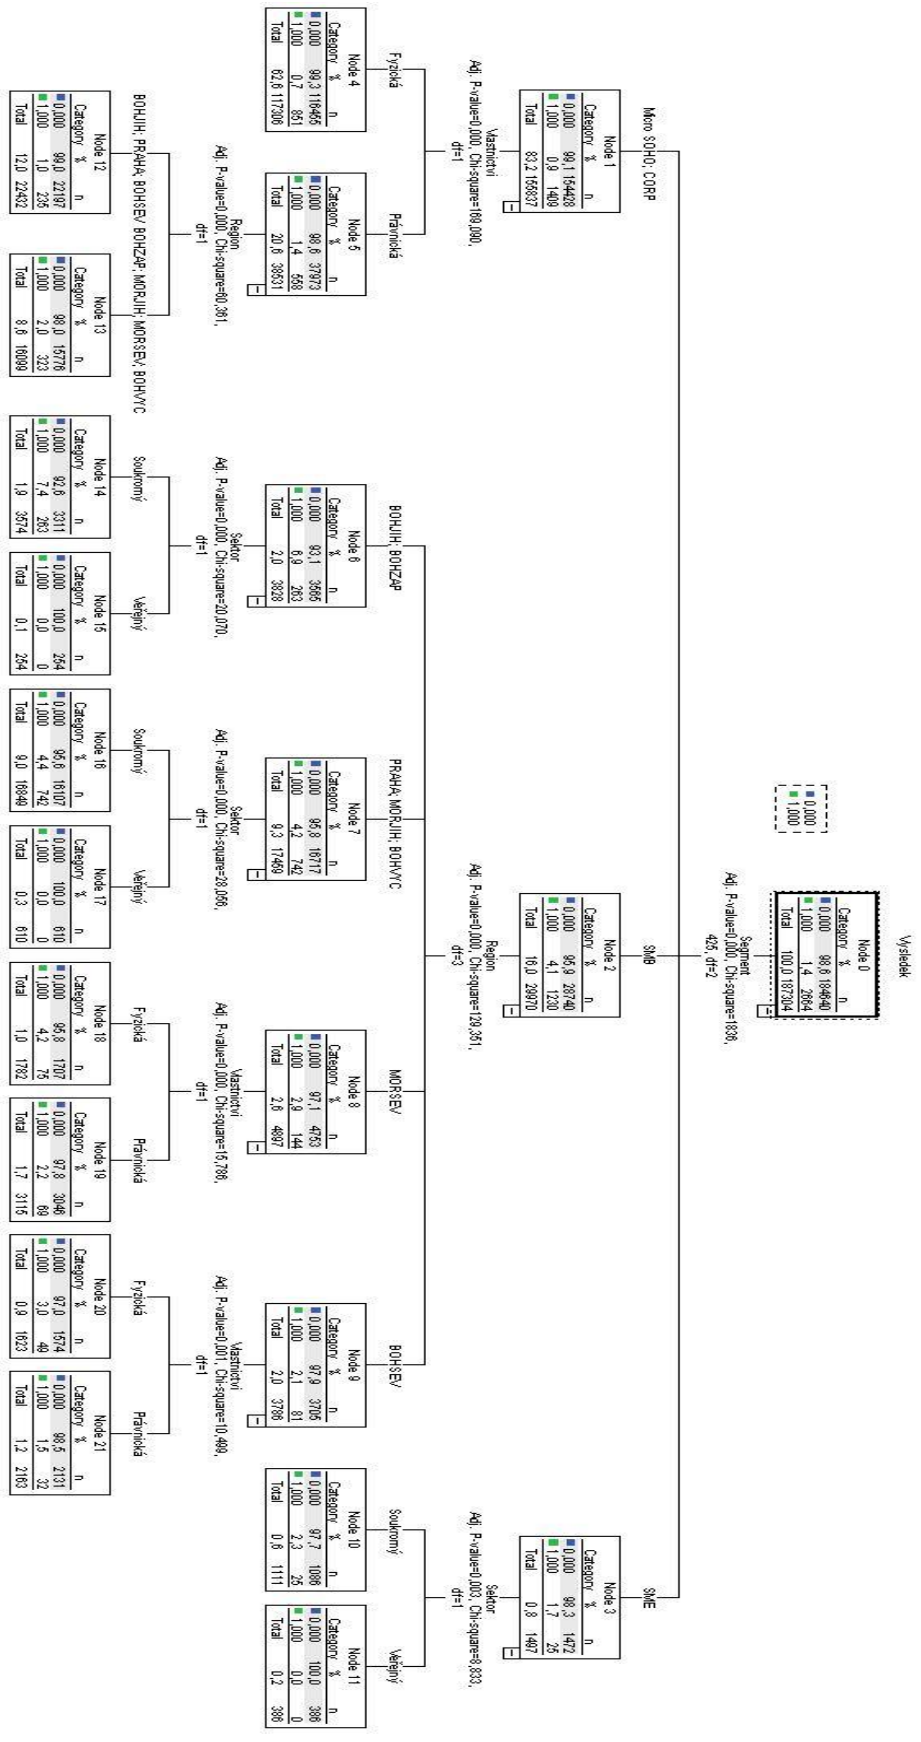 Vysledek
Node 0
Category % n
0,000 98,6 184640
1,000 1,4 2664
Total 100,0 187304
0,000
1,000
Segment
Adj. P-value=0,000, Chi-square=1836,
425, df=2
Micro SOHO; CORP
Node 1
Category % n
0,000 99,1 154428
1,000 0,9 1409
Total 83,2 155837
Vlastnictvi
Adj. P-value=0,000, Chi-square=169,090,
df=1
SMB
Node 2
Category % n
0,000 95,9 28740
1,000 4,1 1230
Total 16,0 29970
Region
Adj. P-value=0,000, Chi-square=129,351,
df=3
SME
Node 3
Category % n
0,000 98,3 1472
1,000 1,7 25
Total 0,8 1497
Sektor
Adj. P-value=0,003, Chi-square=8,833,
df=1
Fyzická
Node 4
Category % n
0,000 99,3 116455
1,000 0,7 851
Total 62,6 117306
Právnická
Node 5
Category % n
0,000 98,6 37973
1,000 1,4 558
Total 20,6 38531
Region
Adj. P-value=0,000, Chi-square=60,361,
df=1
BOHJIH; BOHZAP
Node 6
Category % n
0,000 93,1 3565
1,000 6,9 263
Total 2,0 3828
Sektor
Adj. P-value=0,000, Chi-square=20,070,
df=1
PRAHA; MORJIH; BOHVYC
Node 7
Category % n
0,000 95,8 16717
1,000 4,2 742
Total 9,3 17459
Sektor
Adj. P-value=0,000, Chi-square=28,056,
df=1
MORSEV
Node 8
Category % n
0,000 97,1 4753
1,000 2,9 144
Total 2,6 4897
Vlastnictvi
Adj. P-value=0,000, Chi-square=15,786,
df=1
BOHSEV
Node 9
Category % n
0,000 97,9 3705
1,000 2,1 81
Total 2,0 3786
Vlastnictvi
Adj. P-value=0,001, Chi-square=10,499,
df=1
Soukromý
Node 10
Category % n
0,000 97,7 1086
1,000 2,3 25
Total 0,6 1111
Veřejný
Node 11
Category % n
0,000 100,0 386
1,000 0,0 0
Total 0,2 386
BOHJIH; PRAHA; BOHSEV BOHZAP; MORJIH; MORSEV; BOHVYC
Node 12
Category % n
0,000 99,0 22197
1,000 1,0 235
Total 12,0 22432
Node 13
Category % n
0,000 98,0 15776
1,000 2,0 323
Total 8,6 16099
Soukromý
Node 14
Category % n
0,000 92,6 3311
1,000 7,4 263
Total 1,9 3574
Veřejný
Node 15
Category % n
0,000 100,0 254
1,000 0,0 0
Total 0,1 254
Soukromý
Node 16
Category % n
0,000 95,6 16107
1,000 4,4 742
Total 9,0 16849
Veřejný
Node 17
Category % n
0,000 100,0 610
1,000 0,0 0
Total 0,3 610
Fyzická
Node 18
Category % n
0,000 95,8 1707
1,000 4,2 75
Total 1,0 1782
Právnická
Node 19
Category % n
0,000 97,8 3046
1,000 2,2 69
Total 1,7 3115
Fyzická
Node 20
Category % n
0,000 97,0 1574
1,000 3,0 49
Total 0,9 1623
Právnická
Node 21
Category % n
0,000 98,5 2131
1,000 1,5 32
Total 1,2 2163